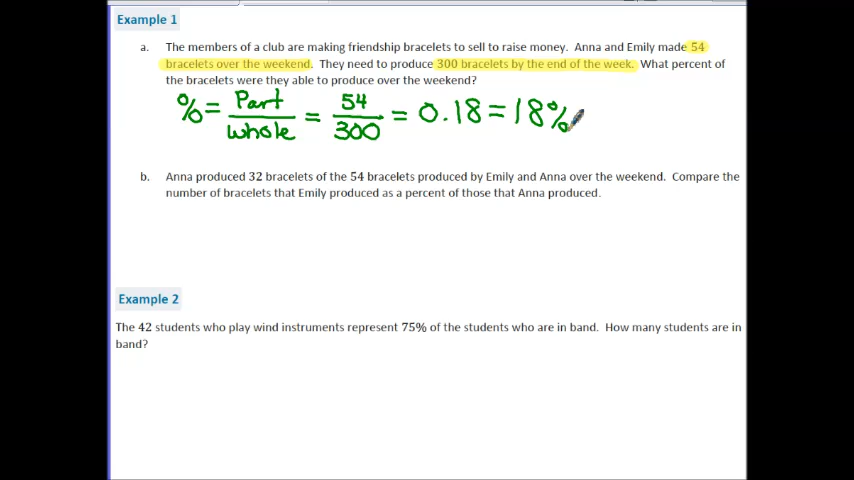 Example 1
a. The members of a club are making friendship bracelets to sell to raise money. Anna and Emily made 54
bracelets over the weekend. They need to produce 300 bracelets by the end of the week. What percent of
the bracelets were they able to produce over the weekend?
% = Part / whole = 54 / 300 = 0.18 = 18%
b. Anna produced 32 bracelets of the 54 bracelets produced by Emily and Anna over the weekend. Compare the
number of bracelets that Emily produced as a percent of those that Anna produced.
Example 2
The 42 students who play wind instruments represent 75% of the students who are in band. How many students are in
band?